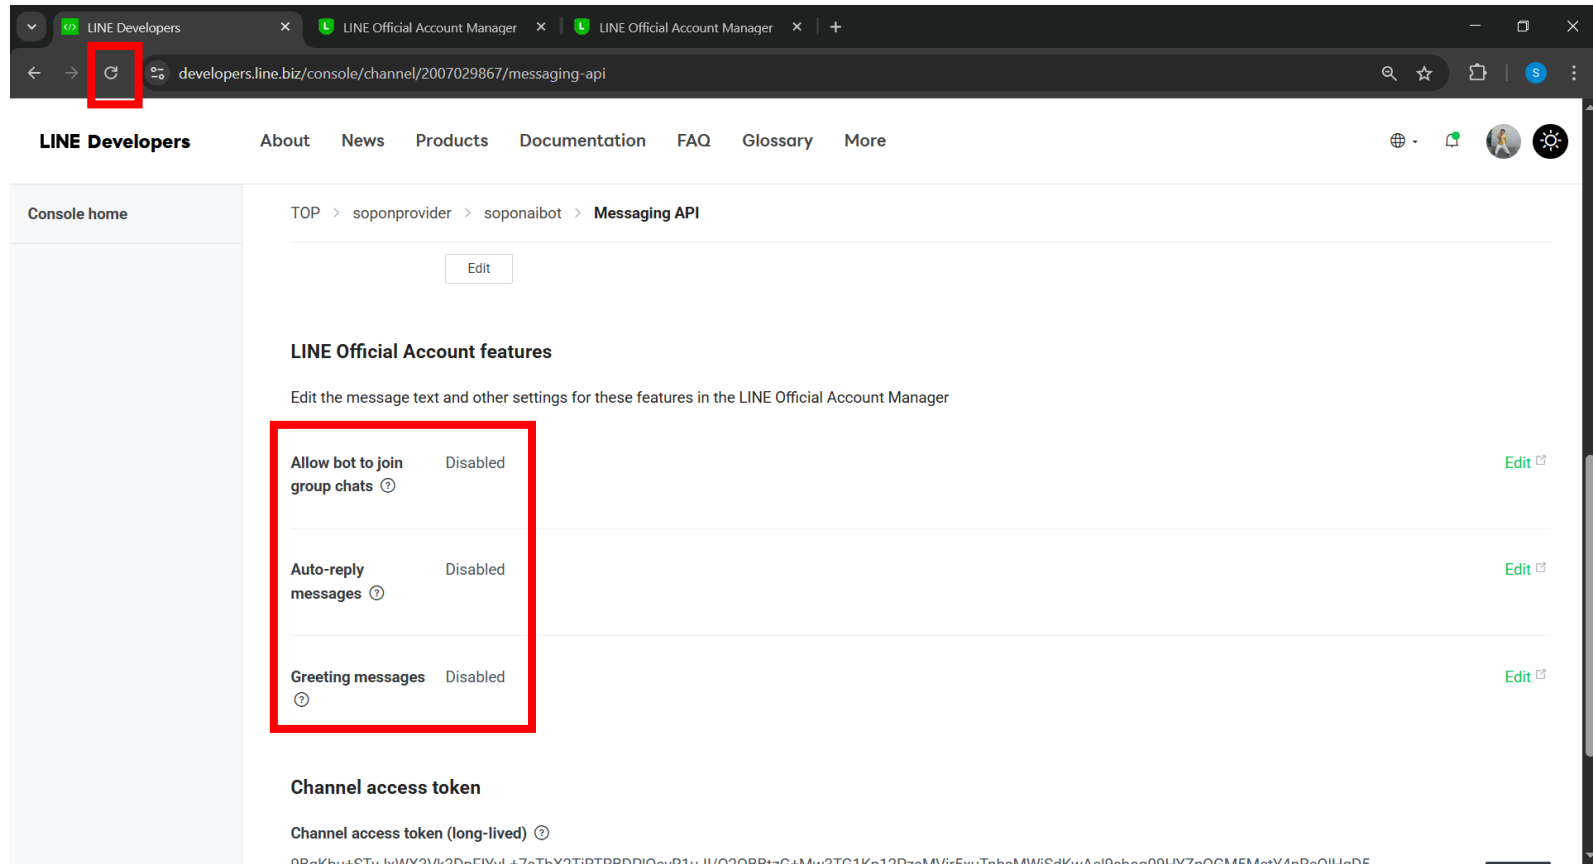 LINE Developers
LINE Official Account Manager
LINE Official Account Manager
developers.line.biz/console/channel/2007029867/messaging-api
S
LINE Developers
About News Products Documentation FAQ Glossary More
Console home
TOP > soponprovider > soponaibot > Messaging API
Edit
LINE Official Account features
Edit the message text and other settings for these features in the LINE Official Account Manager
Allow bot to join Disabled Edit
group chats ?
Auto-reply Disabled Edit
messages ?
Greeting messages Disabled Edit
?
Channel access token
Channel access token (long-lived) ?